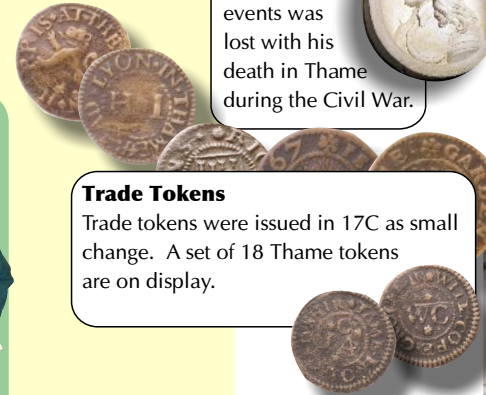 events was
lost with his
death in Thame
during the Civil War.
Trade Tokens
Trade tokens were issued in 17C as small
change. A set of 18 Thame tokens
are on display.